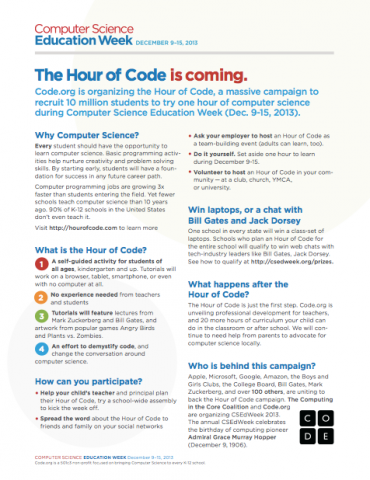 Computer Science
Education Week DECEMBER 9-15, 2013
The Hour of Code is coming.
Code.org is organizing the Hour of Code, a massive campaign to
recruit 10 million students to try one hour of computer science
during Computer Science Education Week (Dec. 9-15, 2013).
Why Computer Science?
Every student should have the opportunity to
learn computer science. Basic programming activ-
ities help nurture creativity and problem solving
skills. By starting early, students will have a foun-
dation for success in any future career path.
Computer programming jobs are growing 3x
faster than students entering the field. Yet fewer
schools teach computer science than 10 years
ago. 90% of K-12 schools in the United States
don't even teach it.
Visit http://hourofcode.com to learn more
What is the Hour of Code?
1 A self-guided activity for students of
all ages, kindergarten and up. Tutorials will
work on a browser, tablet, smartphone, or even
with no computer at all.
2 No experience needed from teachers
and students
3 Tutorials will feature lectures from
Mark Zuckerberg and Bill Gates, and
artwork from popular games Angry Birds
and Plants vs. Zombies.
4 An effort to demystify code, and
change the conversation around
computer science.
How can you participate?
• Help your child's teacher and principal plan
their Hour of Code, try a school-wide assembly
to kick the week off.
• Spread the word about the Hour of Code to
friends and family on your social networks
• Ask your employer to host an Hour of Code as
a team-building event (adults can learn, too).
• Do it yourself. Set aside one hour to learn
during December 9-15.
• Volunteer to host an Hour of Code in your com-
munity — at a club, church, YMCA,
or university.
Win laptops, or a chat with
Bill Gates and Jack Dorsey
One school in every state will win a class-set of
laptops. Schools who plan an Hour of Code for
the entire school will qualify to win web chats with
tech-industry leaders like Bill Gates, Jack Dorsey.
See how to qualify at http://csedweek.org/prizes.
What happens after the
Hour of Code?
The Hour of Code is just the first step. Code.org is
unveiling professional development for teachers,
and 20 more hours of curriculum your child can
do in the classroom or after school. We will con-
tinue to need help from parents to advocate for
computer science locally.
Who is behind this campaign?
Apple, Microsoft, Google, Amazon, the Boys and
Girls Clubs, the College Board, Bill Gates, Mark
Zuckerberg, and over 100 others, are uniting to
back the Hour of Code campaign. The Computing
in the Core Coalition and Code.org
are organizing CSEdWeek 2013.
The annual CSEdWeek celebrates
the birthday of computing pioneer
Admiral Grace Murray Hopper
(December 9, 1906).
C O
D E
COMPUTER SCIENCE EDUCATION WEEK December 9-15, 2013
Code.org is a 501c3 non-profit focused on bringing Computer Science to every K-12 school